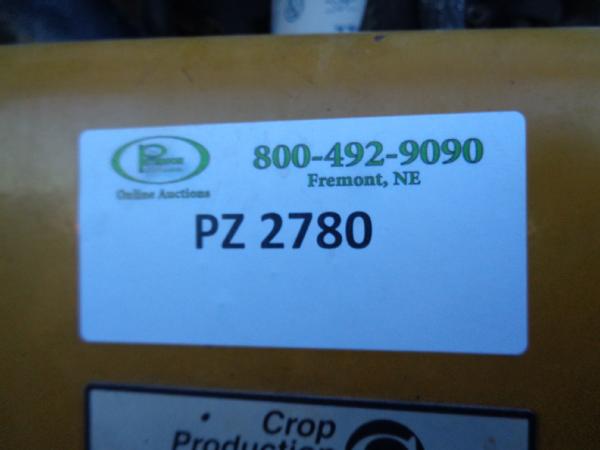 800-492-9090
Fremont, NE
Online Auctions
PZ 2780
Crop
Production